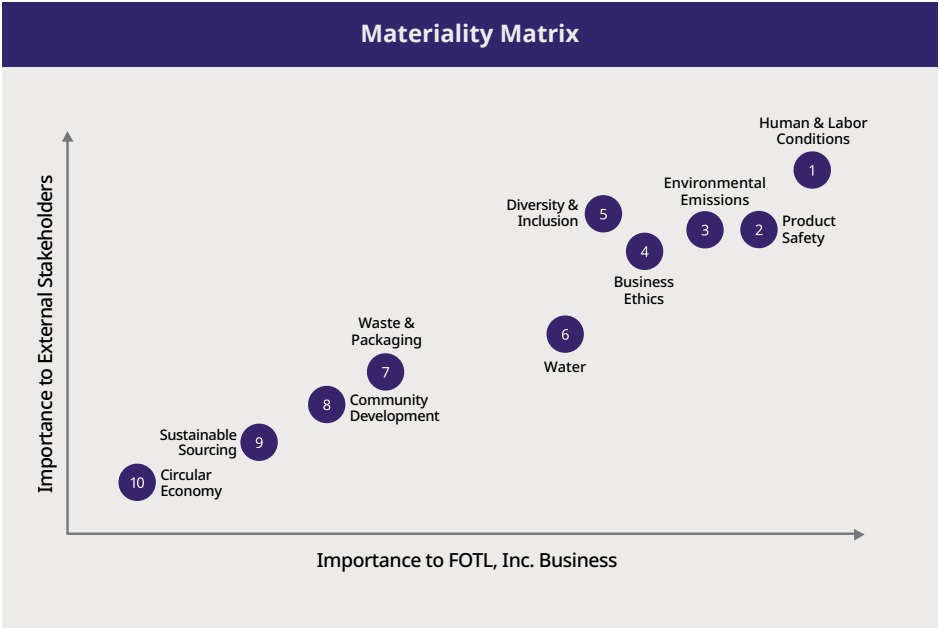 Materiality Matrix
Importance to External Stakeholders
Human & Labor
Conditions
1
Environmental
Emissions
3
2
Product
Safety
Diversity &
Inclusion
5
4
Business
Ethics
6
Water
Waste &
Packaging
7
8
Community
Development
Sustainable
Sourcing
9
10
Circular
Economy
Importance to FOTL, Inc. Business